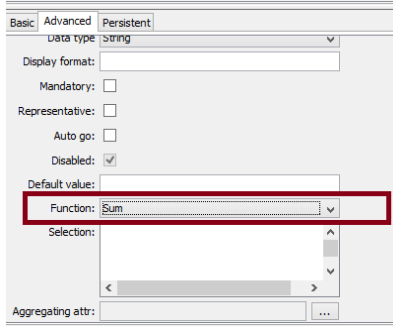 Basic Advanced Persistent
Data type String
Display format:
Mandatory:
Representative:
Auto go:
Disabled:
Default value:
Function: Sum
Selection:
Aggregating attr: ...